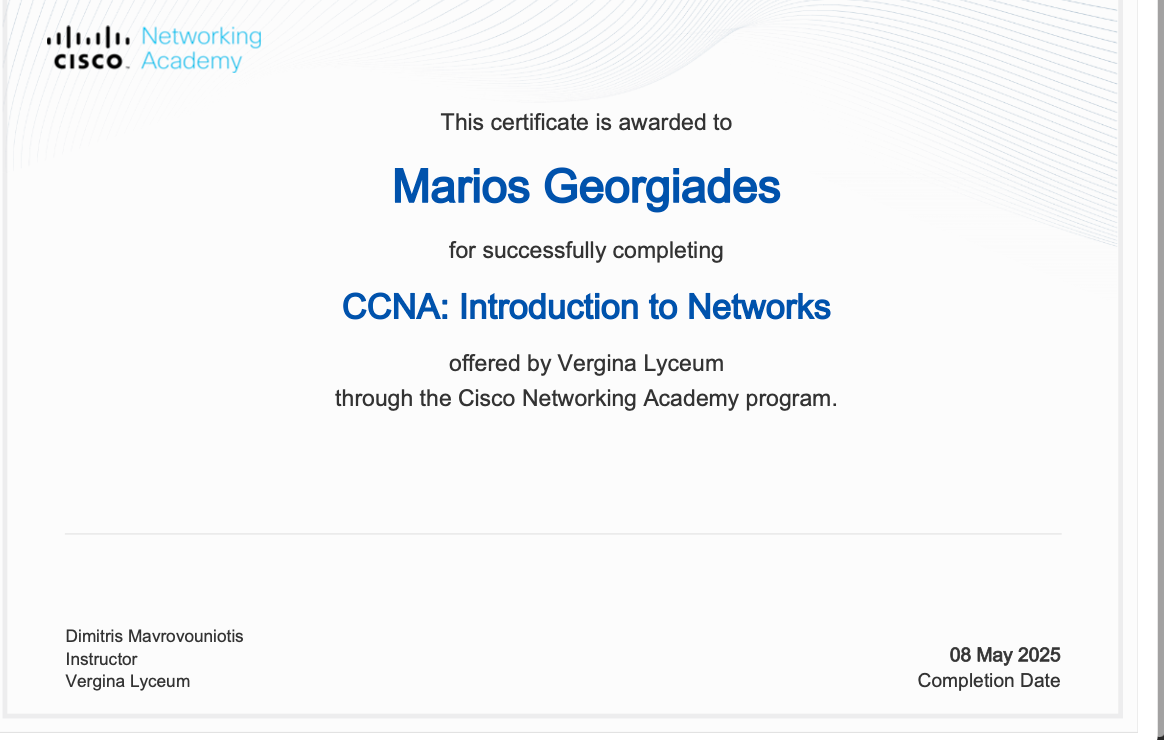 CISCO™ Networking Academy
This certificate is awarded to
Marios Georgiades
for successfully completing
CCNA: Introduction to Networks
offered by Vergina Lyceum
through the Cisco Networking Academy program.
Dimitris Mavrovouniotis
Instructor
Vergina Lyceum
08 May 2025
Completion Date